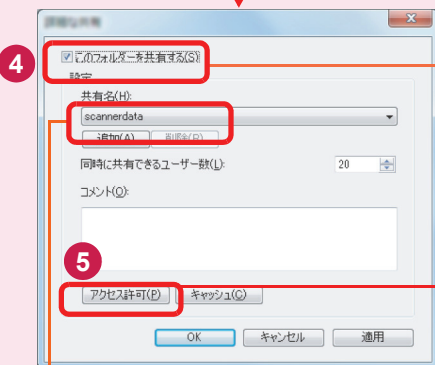 詳細な共有
4
このフォルダーを共有する(S)
設定
共有名(H):
scannerdata
追加(A) 削除(R)
同時に共有できるユーザー数(L): 20
コメント(O):
5
アクセス許可(P) キャッシュ(C)
OK キャンセル 適用